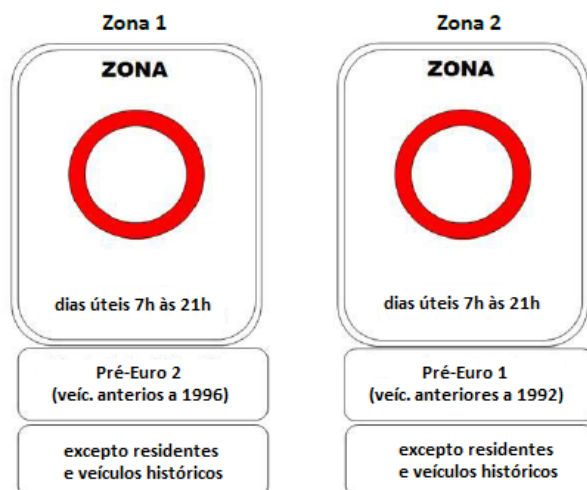 Zona 1
ZONA
dias úteis 7h às 21h
Pré-Euro 2
(veíc. anterios a 1996)
excepto residentes
e veículos históricos
Zona 2
ZONA
dias úteis 7h às 21h
Pré-Euro 1
(veíc. anteriores a 1992)
excepto residentes
e veículos históricos